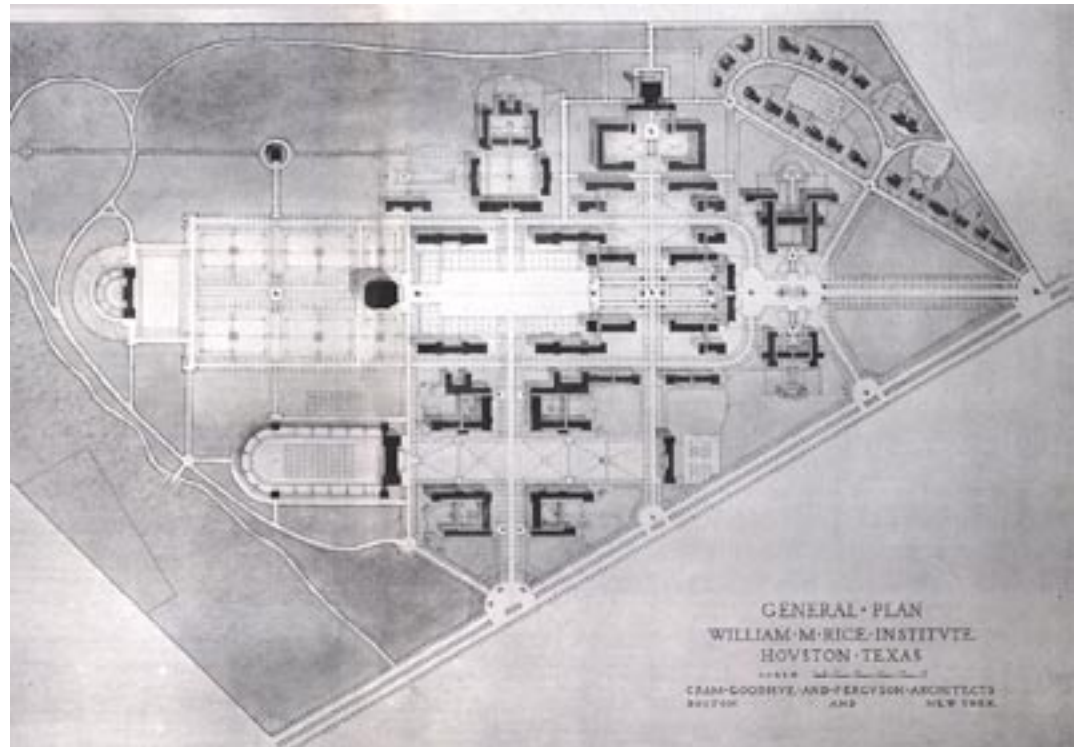 GENERAL·PLAN
WILLIAM·M·RICE·INSTITVTE
HOVSTON·TEXAS
CRAM·GOODHVE·AND·FERGVSON·ARCHITECTS
BOSTON AND NEW YORK